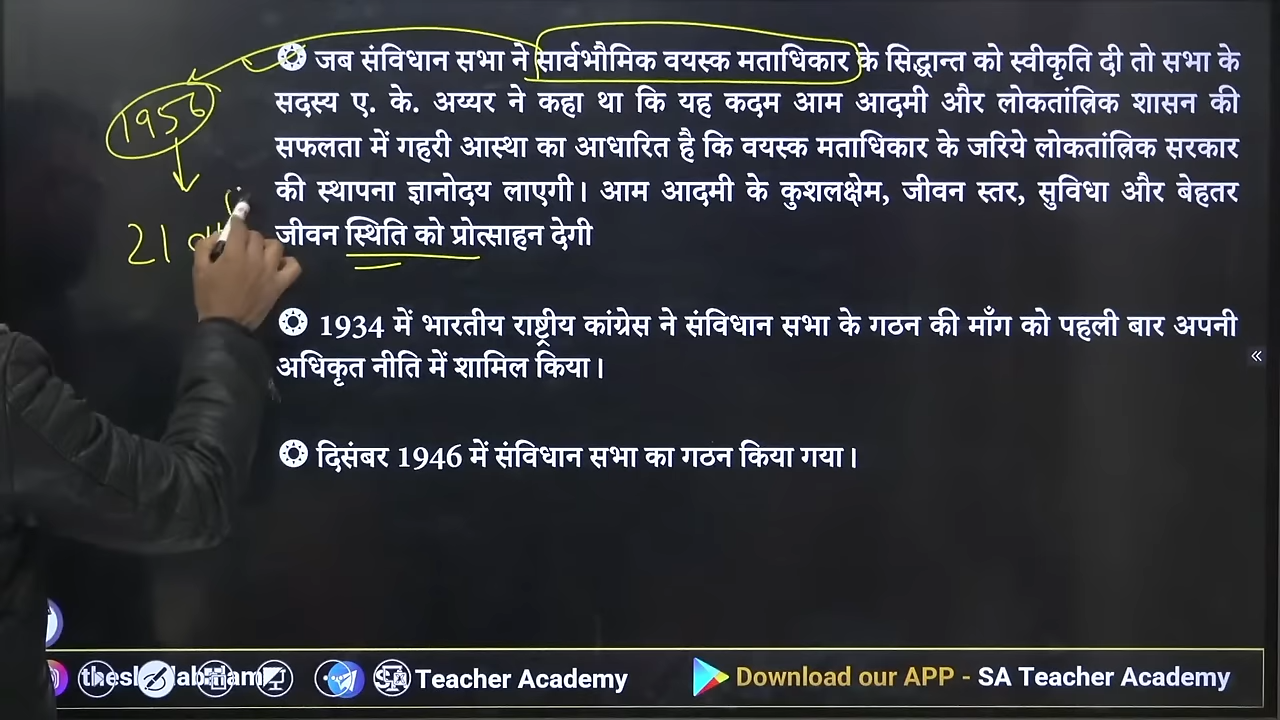 जब संविधान सभा ने सार्वभौमिक वयस्क मताधिकार के सिद्धान्त को स्वीकृति दी तो सभा के
सदस्य ए. के. अय्यर ने कहा था कि यह कदम आम आदमी और लोकतांत्रिक शासन की
सफलता में गहरी आस्था का आधारित है कि वयस्क मताधिकार के जरिये लोकतांत्रिक सरकार
की स्थापना ज्ञानोदय लाएगी। आम आदमी के कुशलक्षेम, जीवन स्तर, सुविधा और बेहतर
जीवन स्थिति को प्रोत्साहन देगी
1950
21
1934 में भारतीय राष्ट्रीय कांग्रेस ने संविधान सभा के गठन की माँग को पहली बार अपनी
अधिकृत नीति में शामिल किया।
दिसंबर 1946 में संविधान सभा का गठन किया गया।
Teacher Academy
Download our APP - SA Teacher Academy